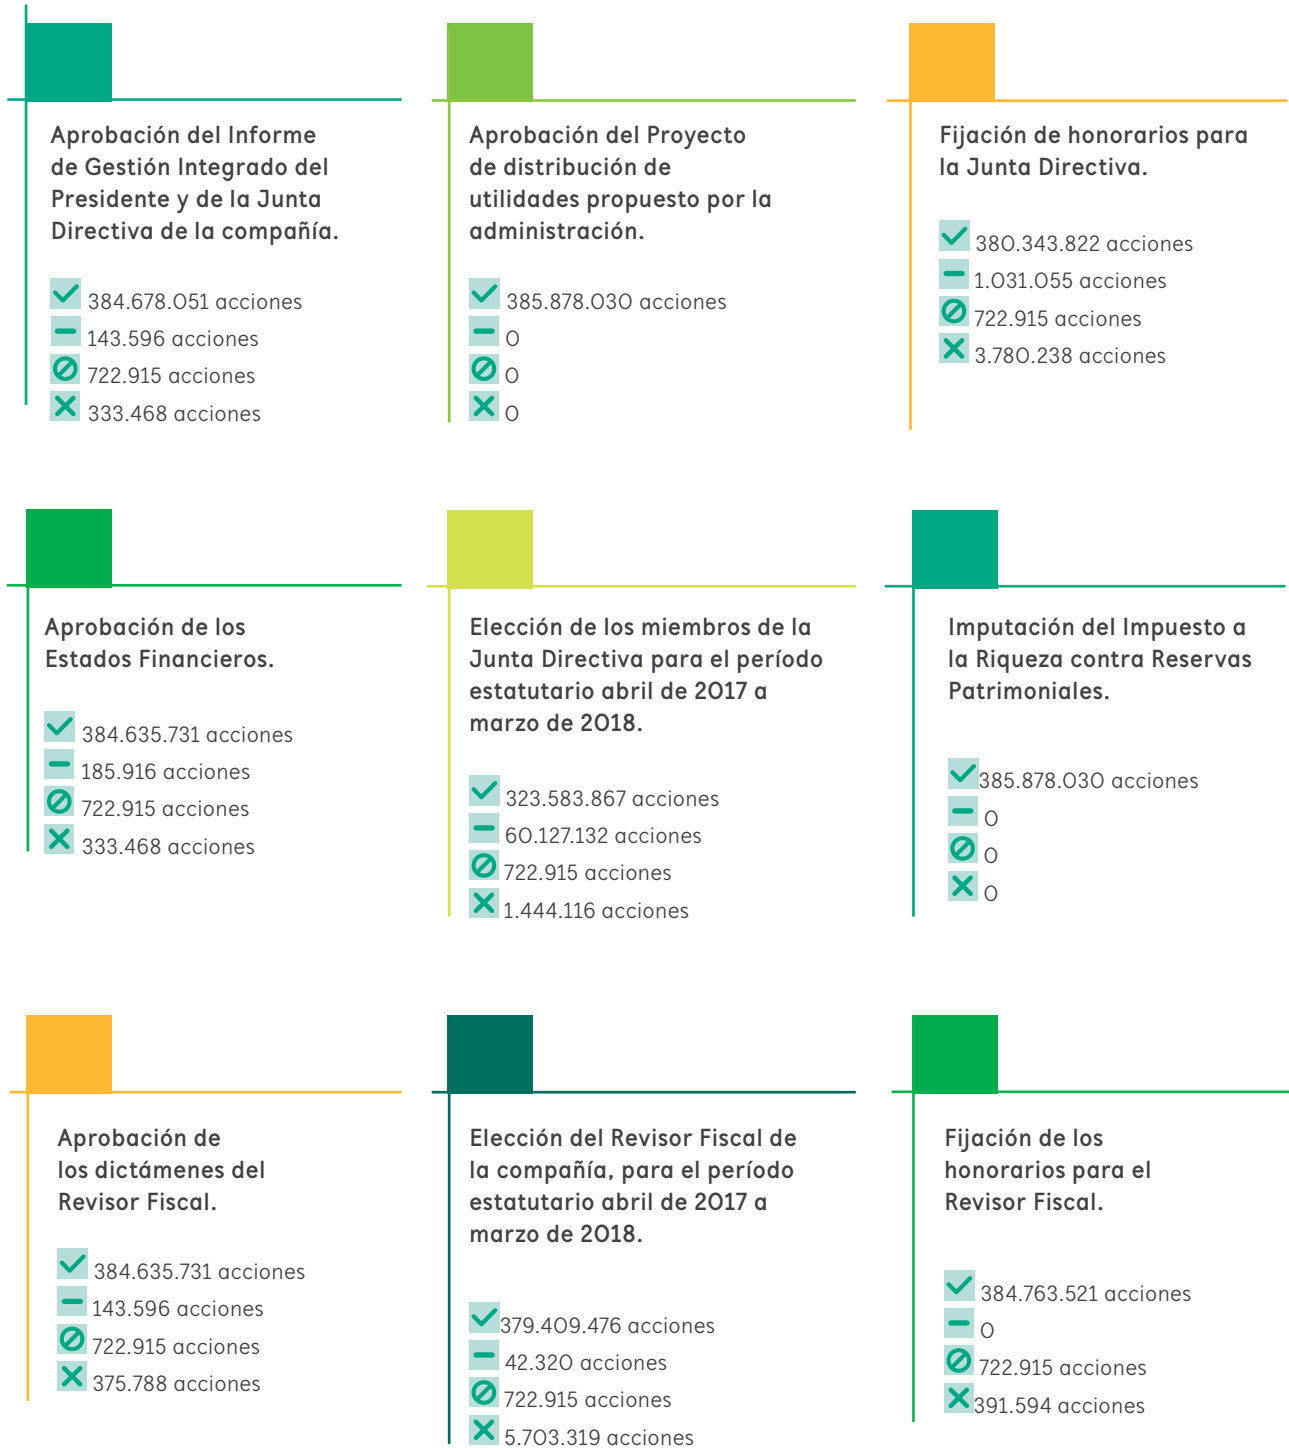 Aprobación del Informe
de Gestión Integrado del
Presidente y de la Junta
Directiva de la compañía.
384.678.051 acciones
143.596 acciones
722.915 acciones
333.468 acciones
Aprobación del Proyecto
de distribución de
utilidades propuesto por la
administración.
385.878.030 acciones
0
0
0
Fijación de honorarios para
la Junta Directiva.
380.343.822 acciones
1.031.055 acciones
722.915 acciones
3.780.238 acciones
Aprobación de los
Estados Financieros.
384.635.731 acciones
185.916 acciones
722.915 acciones
333.468 acciones
Elección de los miembros de la
Junta Directiva para el período
estatutario abril de 2017 a
marzo de 2018.
323.583.867 acciones
60.127.132 acciones
722.915 acciones
1.444.116 acciones
Imputación del Impuesto a
la Riqueza contra Reservas
Patrimoniales.
385.878.030 acciones
0
0
0
Aprobación de
los dictámenes del
Revisor Fiscal.
384.635.731 acciones
143.596 acciones
722.915 acciones
375.788 acciones
Elección del Revisor Fiscal de
la compañía, para el período
estatutario abril de 2017 a
marzo de 2018.
379.409.476 acciones
42.320 acciones
722.915 acciones
5.703.319 acciones
Fijación de los
honorarios para el
Revisor Fiscal.
384.763.521 acciones
0
722.915 acciones
391.594 acciones